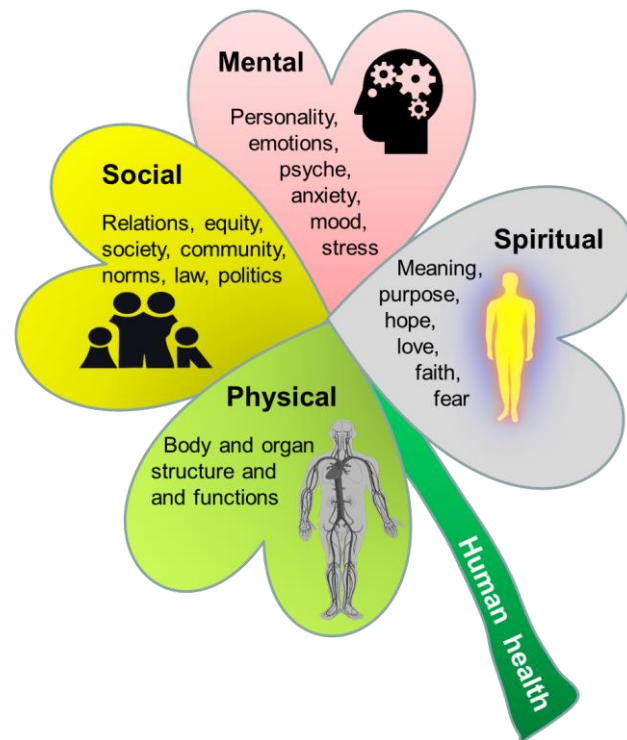 Mental
Personality,
emotions,
psyche,
anxiety,
mood,
stress
Social
Relations, equity,
society, community,
norms, law, politics
Spiritual
Meaning,
purpose,
hope,
love,
faith,
fear
Physical
Body and organ
structure and
and functions
Human health